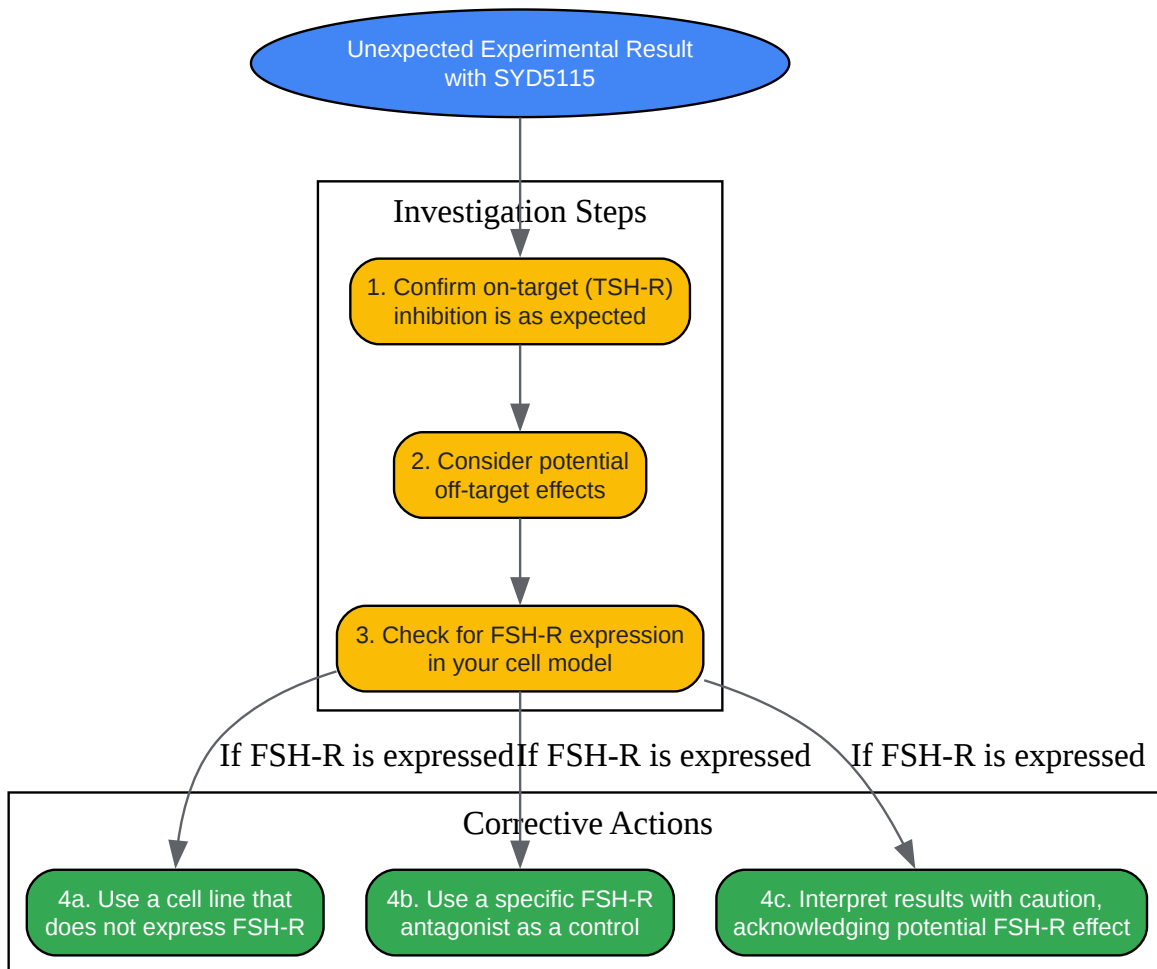 Unexpected Experimental Result
with SYD5115
Investigation Steps
1. Confirm on-target (TSH-R)
inhibition is as expected
2. Consider potential
off-target effects
3. Check for FSH-R expression
in your cell model
If FSH-R is expressed
If FSH-R is expressed
If FSH-R is expressed
Corrective Actions
4a. Use a cell line that
does not express FSH-R
4b. Use a specific FSH-R
antagonist as a control
4c. Interpret results with caution,
acknowledging potential FSH-R effect